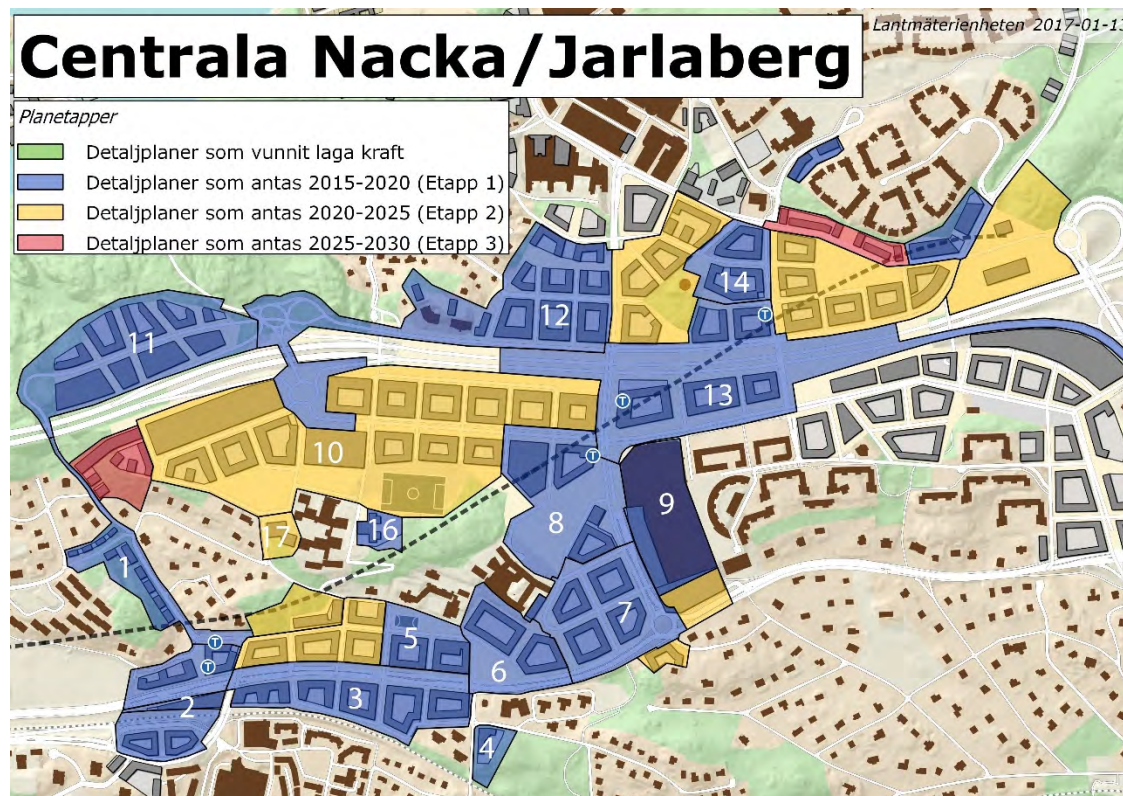 Centrala Nacka/Jarlaberg
Lantmäterienheten 2017-01-13
Planetapper
Detaljplaner som vunnit laga kraft
Detaljplaner som antas 2015-2020 (Etapp 1)
Detaljplaner som antas 2020-2025 (Etapp 2)
Detaljplaner som antas 2025-2030 (Etapp 3)
14
T
12
11
13
T
T
10
9
8
16
17
1
7
5
T
6
T
3
2
4